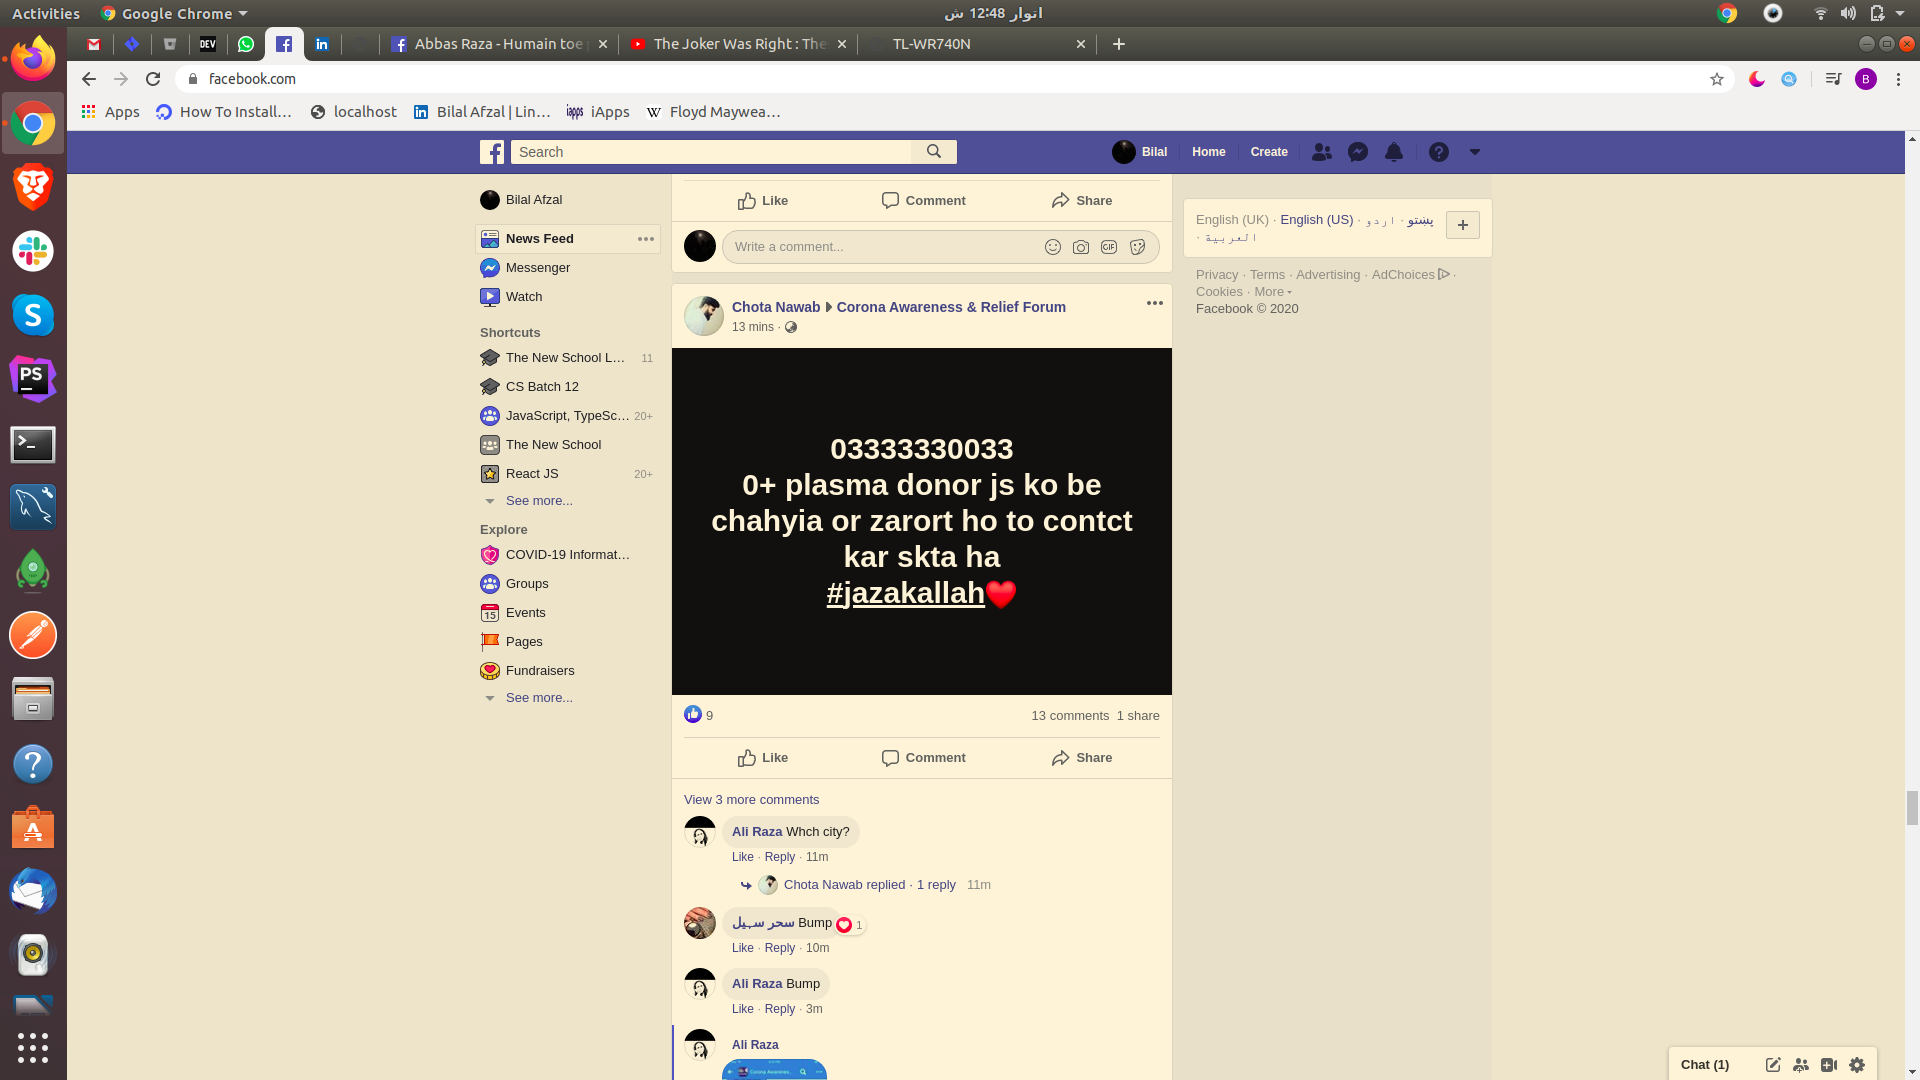 Activities
Google Chrome
اتوار 12:48 ش
Abbas Raza - Humain toe
The Joker Was Right : The
TL-WR740N
facebook.com
B
Apps
How To Install…
localhost
Bilal Afzal | Lin…
iApps
Floyd Maywea…
Search
Bilal
Home
Create
Bilal Afzal
News Feed
Messenger
Watch
Shortcuts
The New School L… 11
CS Batch 12
JavaScript, TypeSc… 20+
The New School
React JS 20+
See more...
Explore
COVID-19 Informat…
Groups
Events
Pages
Fundraisers
See more...
Like Comment Share
Write a comment...
GIF
Chota Nawab Corona Awareness & Relief Forum
13 mins ·
03333330033
0+ plasma donor js ko be
chahyia or zarort ho to contct
kar skta ha
#jazakallah❤️
9
13 comments 1 share
Like Comment Share
View 3 more comments
Ali Raza Whch city?
Like · Reply · 11m
Chota Nawab replied · 1 reply 11m
سحر سہیل Bump
1
Like · Reply · 10m
Ali Raza Bump
Like · Reply · 3m
Ali Raza
Corona Awarenes..
English (UK) · English (US) · اردو · پښتو
· العربية
Privacy · Terms · Advertising · AdChoices ·
Cookies · More
Facebook © 2020
Chat (1)